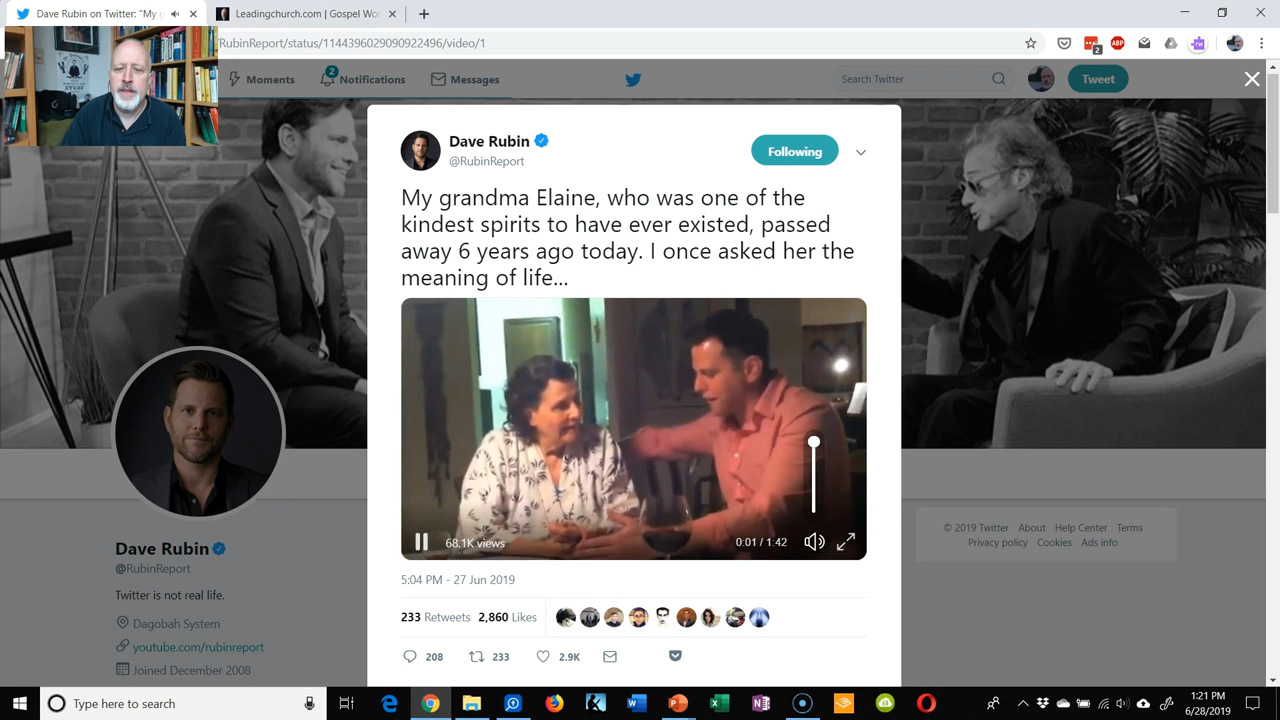 Dave Rubin on Twitter: "My g
Leadingchurch.com | Gospel Wo
RubinReport/status/1144396029090922496/video/1
2
ABP
Moments
2
Notifications
Messages
Search Twitter
Tweet
Dave Rubin
@RubinReport
Following
My grandma Elaine, who was one of the
kindest spirits to have ever existed, passed
away 6 years ago today. I once asked her the
meaning of life...
68.1K views
0:01 / 1:42
5:04 PM - 27 Jun 2019
233 Retweets 2,860 Likes
208
233
2.9K
Dave Rubin
@RubinReport
Twitter is not real life.
Dagobah System
youtube.com/rubinreport
Joined December 2008
© 2019 Twitter About Help Center Terms
Privacy policy Cookies Ads info
Type here to search
1:21 PM
6/28/2019